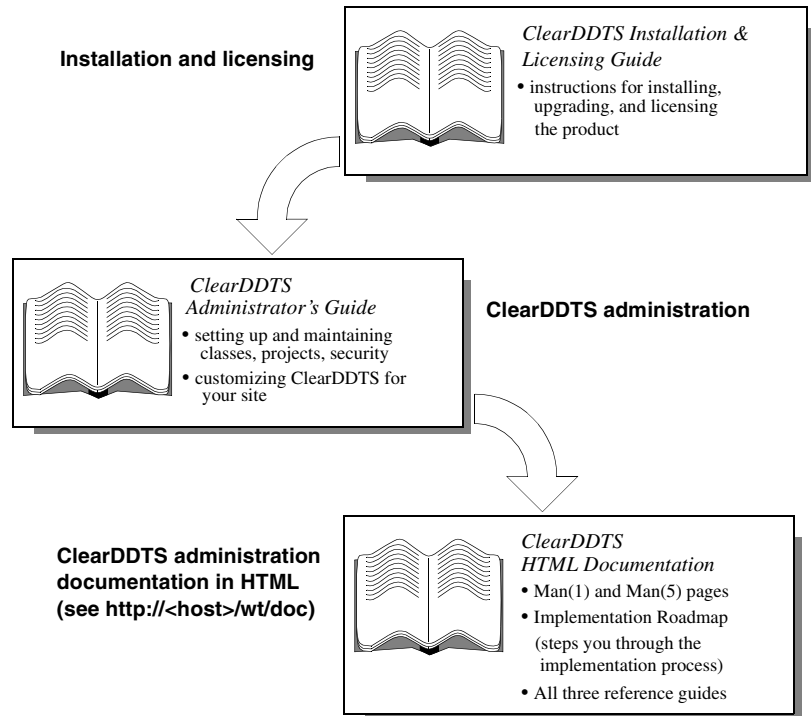 Installation and licensing
ClearDDTS Installation &
Licensing Guide
• instructions for installing,
upgrading, and licensing
the product
ClearDDTS
Administrator’s Guide
• setting up and maintaining
classes, projects, security
• customizing ClearDDTS for
your site
ClearDDTS administration
ClearDDTS administration
documentation in HTML
(see http://<host>/wt/doc)
ClearDDTS
HTML Documentation
• Man(1) and Man(5) pages
• Implementation Roadmap
(steps you through the
implementation process)
• All three reference guides